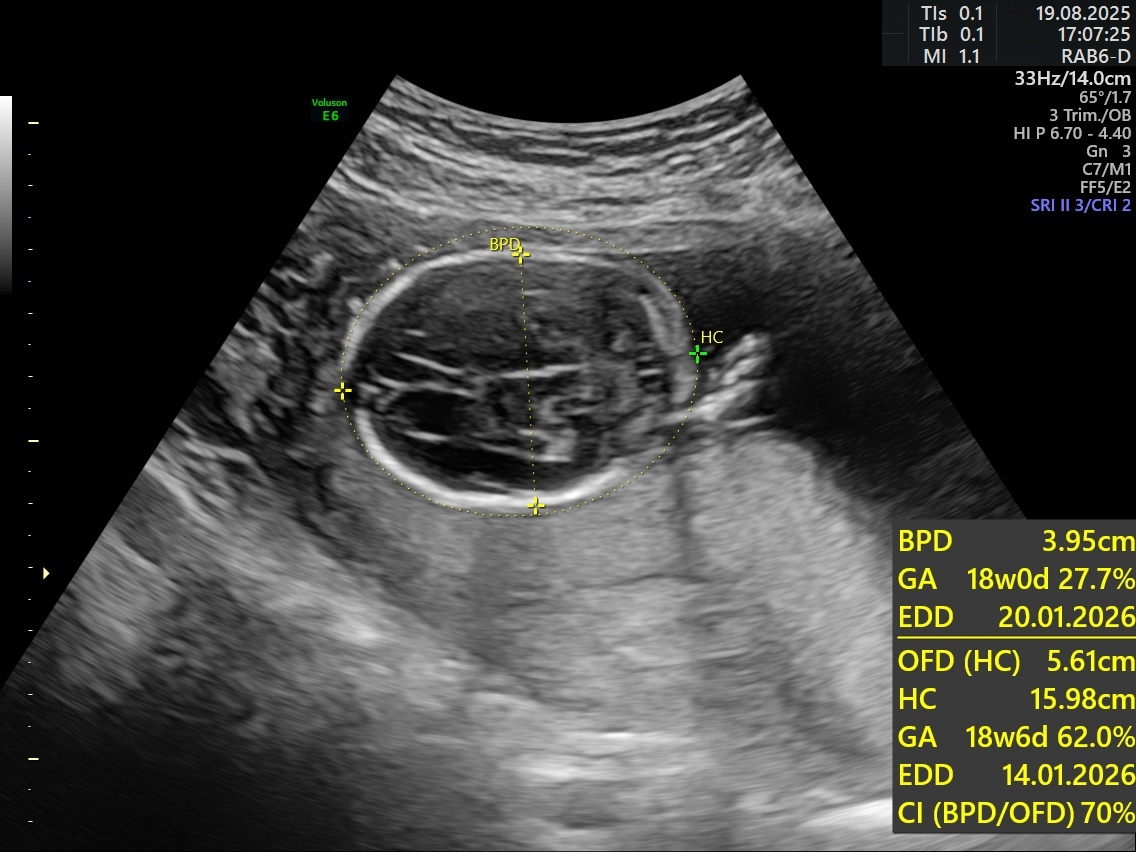 TIs 0.1 19.08.2025
TIb 0.1 17:07:25
MI 1.1 RAB6-D
33Hz/14.0cm
65°/1.7
3 Trim./OB
HI P 6.70 - 4.40
Gn 3
C7/M1
FF5/E2
SRI II 3/CRI 2
Voluson
E6
BPD
HC
BPD 3.95cm
GA 18w0d 27.7%
EDD 20.01.2026
OFD (HC) 5.61cm
HC 15.98cm
GA 18w6d 62.0%
EDD 14.01.2026
CI (BPD/OFD) 70%